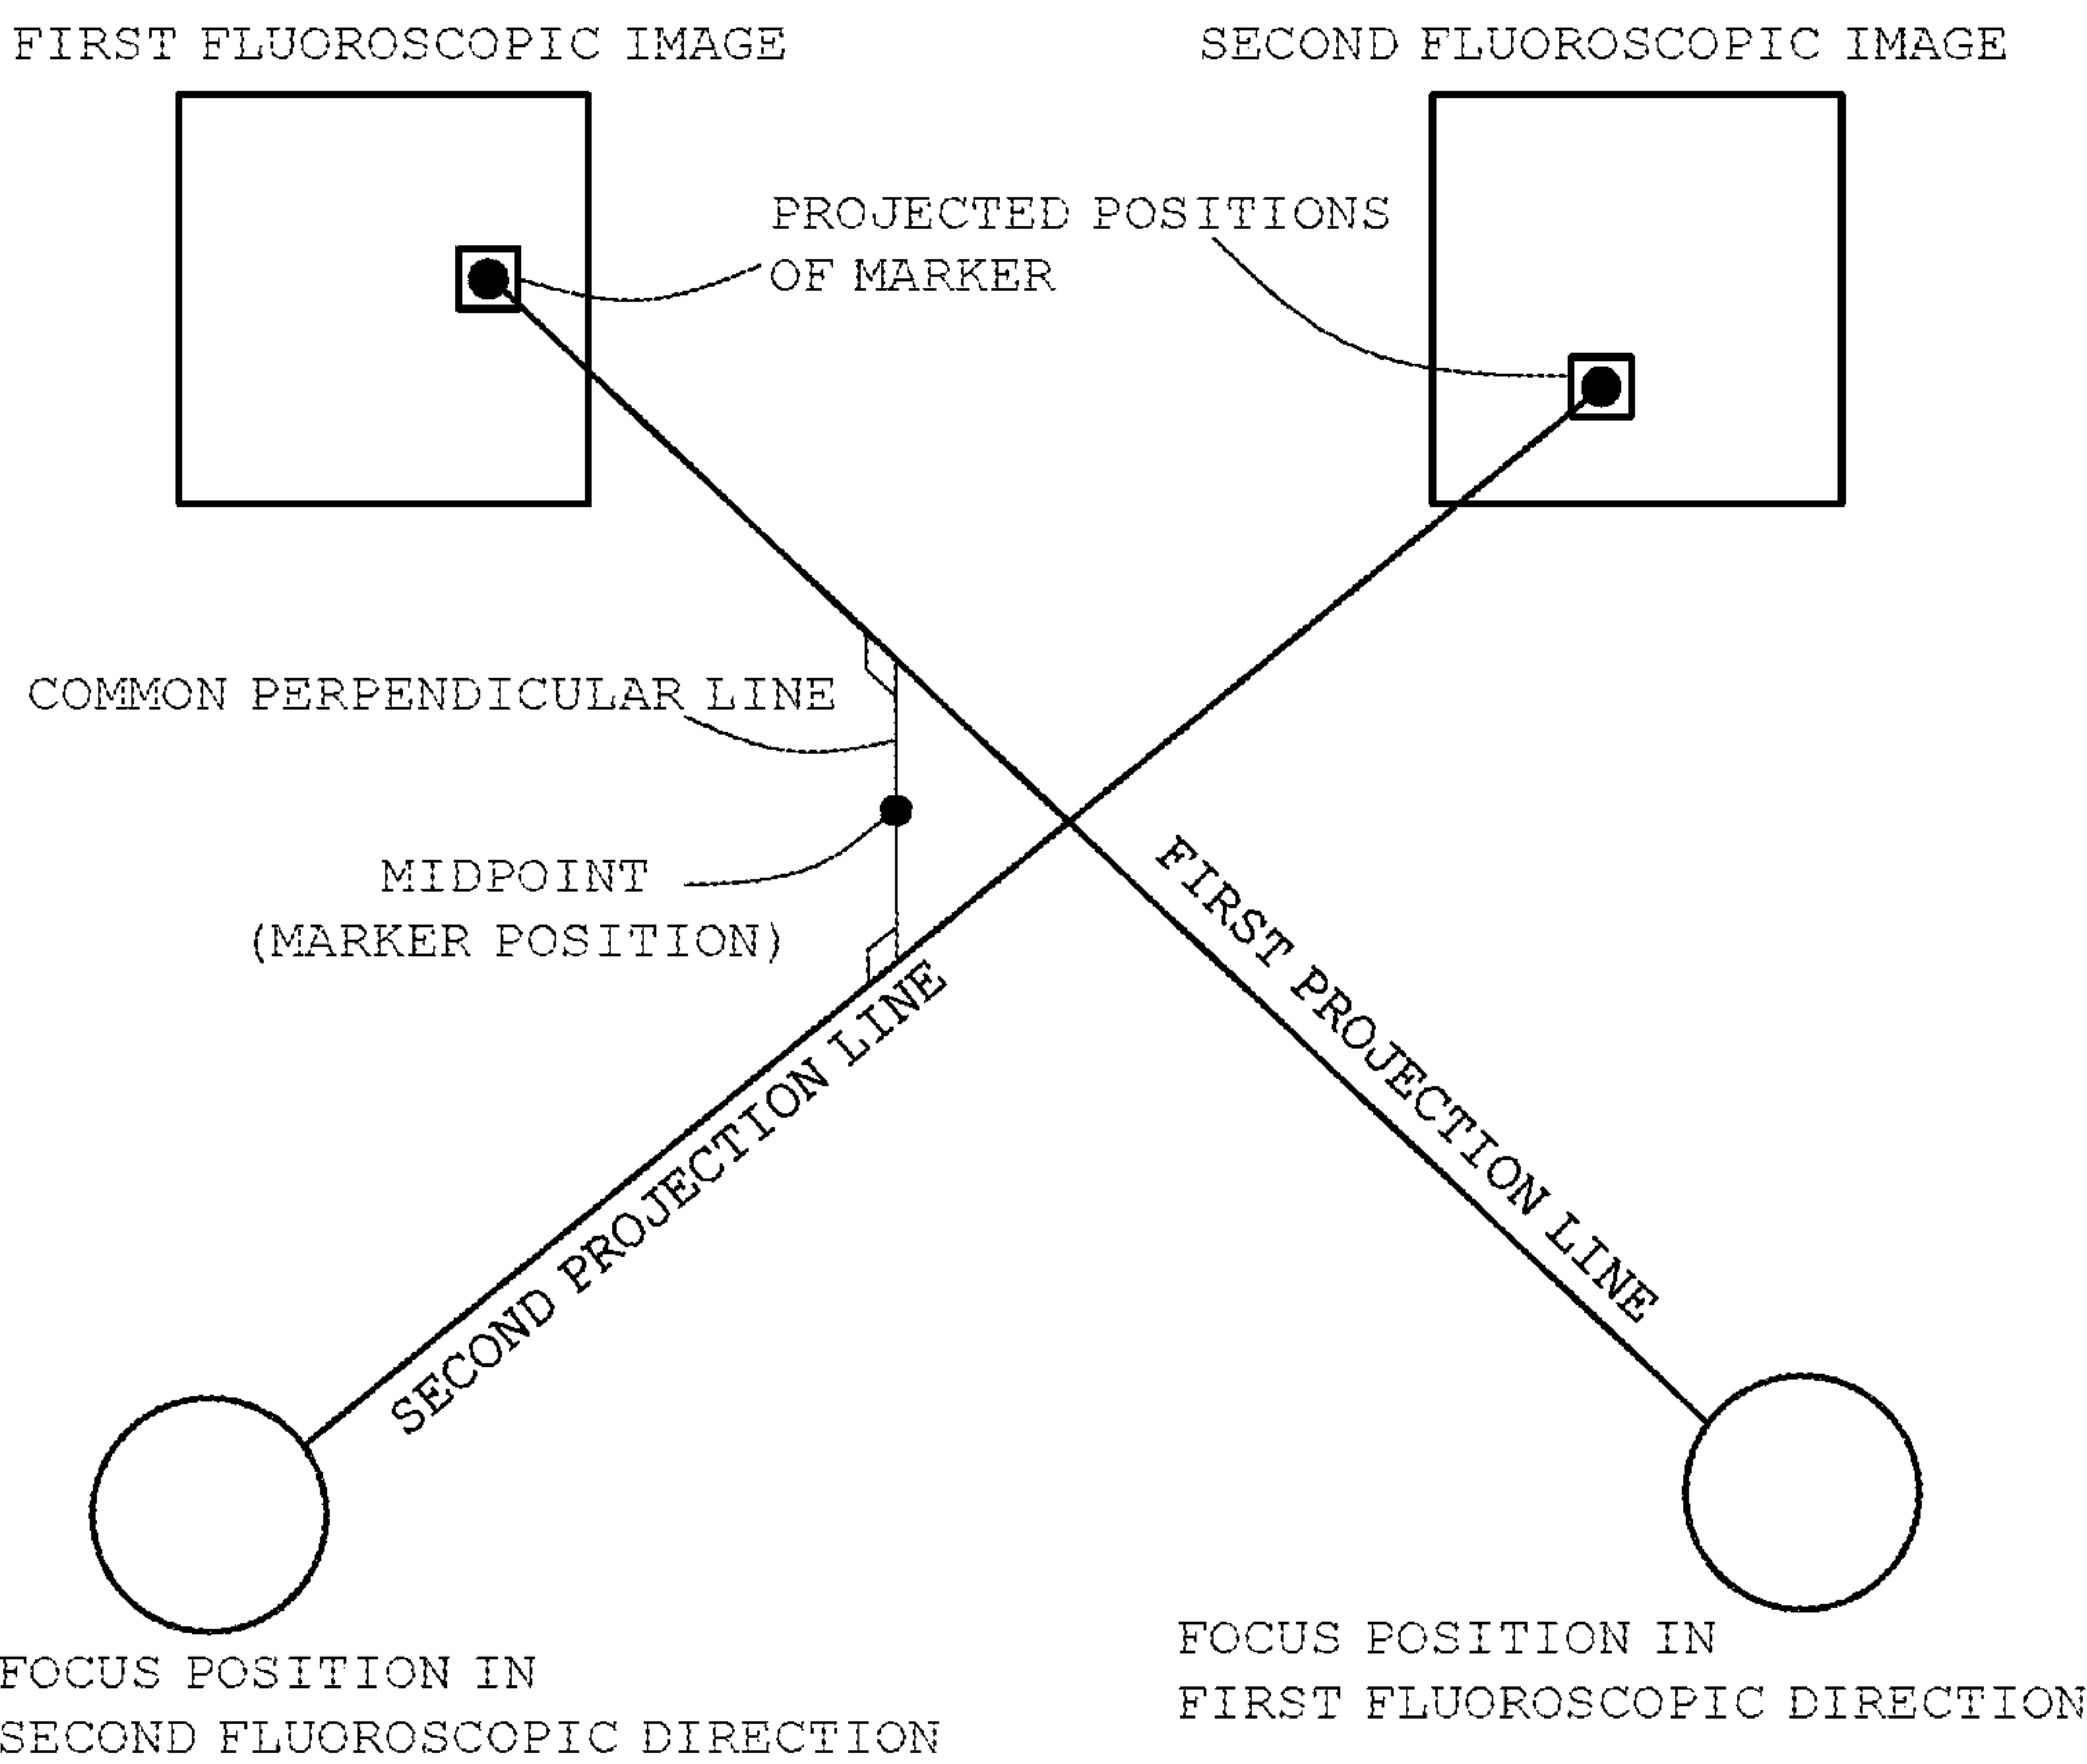 FIRST FLUOROSCOPIC IMAGE
SECOND FLUOROSCOPIC IMAGE
PROJECTED POSITIONS
OF MARKER
COMMON PERPENDICULAR LINE
MIDPOINT
(MARKER POSITION)
FIRST PROJECTION LINE
SECOND PROJECTION LINE
FOCUS POSITION IN
FIRST FLUOROSCOPIC DIRECTION
FOCUS POSITION IN
SECOND FLUOROSCOPIC DIRECTION